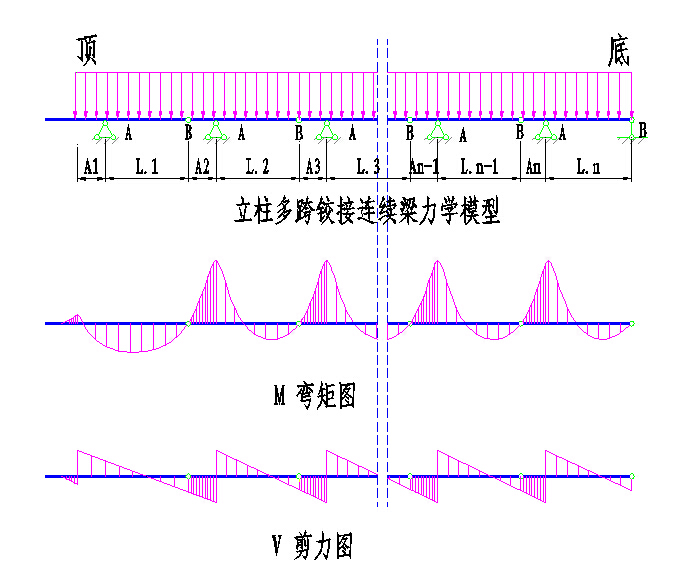 顶 底
A B A B A A B A B A B
A1 L.1 A2 L.2 A3 L.3 An-1 L.n-1 An L.n
立柱多跨铰接连续梁力学模型
M 弯矩图
V 剪力图